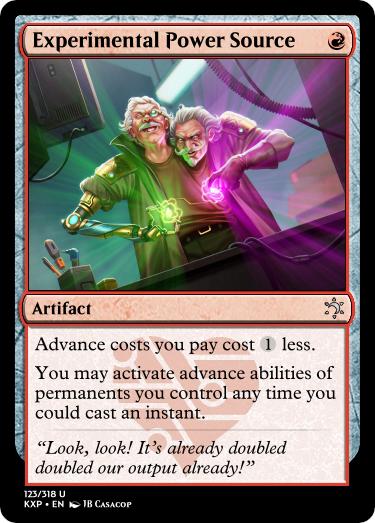 Experimental Power Source
Artifact
Advance costs you pay cost 1 less.
You may activate advance abilities of
permanents you control any time you
could cast an instant.
“Look, look! It’s already doubled
doubled our output already!”
123/318 U
KXP • EN JB Casacop